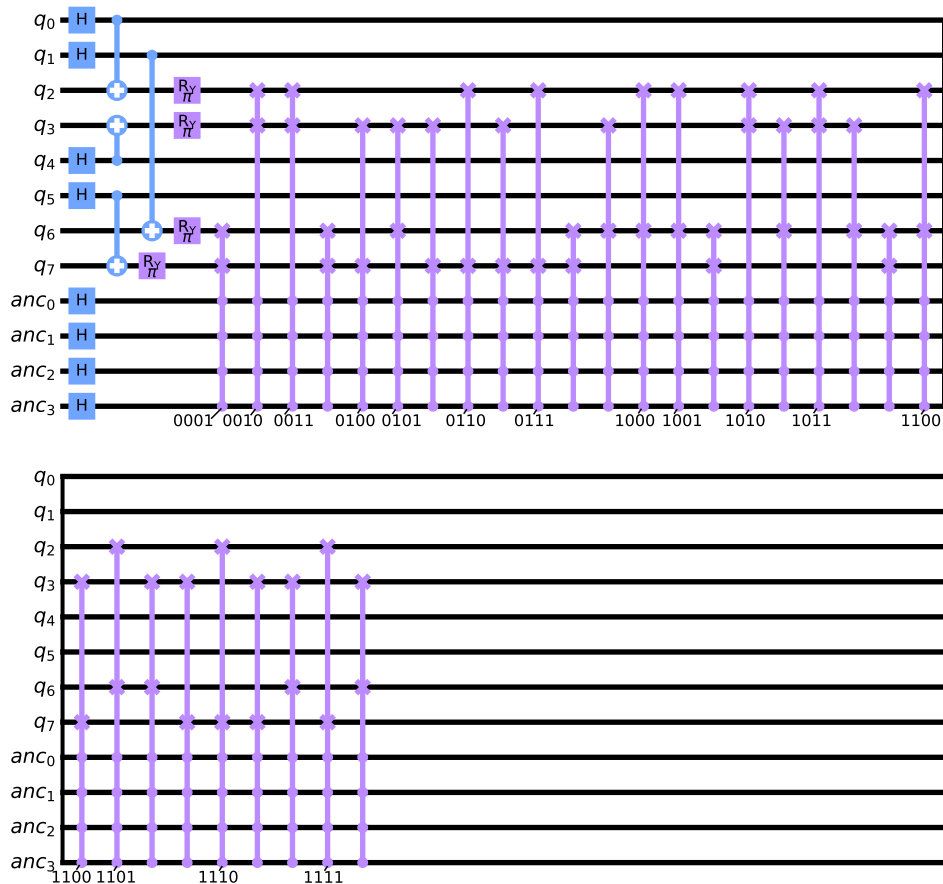 q0 H
q1 H
q2 RY π
q3 RY π
q4 H
q5 H
q6 RY π
q7 RY π
anc0 H
anc1 H
anc2 H
anc3 H
0001 0010 0011 0100 0101 0110 0111 1000 1001 1010 1011 1100
q0
q1
q2
q3
q4
q5
q6
q7
anc0
anc1
anc2
anc3
1100 1101 1110 1111